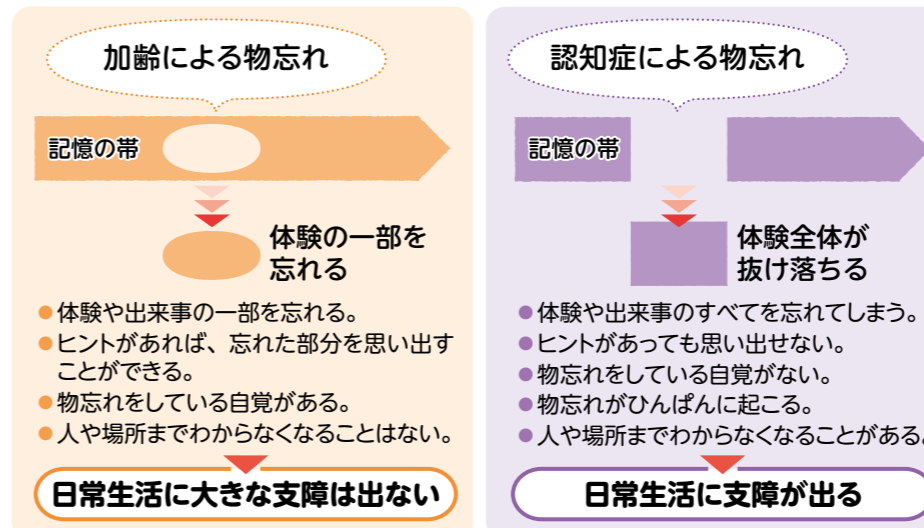 加齢による物忘れ
記憶の帯
体験の一部を
忘れる
●体験や出来事の一部を忘れる。
●ヒントがあれば、忘れた部分を思い出す
ことができる。
●物忘れをしている自覚がある。
●人や場所までわからなくなることはない。
日常生活に大きな支障は出ない
認知症による物忘れ
記憶の帯
体験全体が
抜け落ちる
●体験や出来事のすべてを忘れてしまう。
●ヒントがあっても思い出せない。
●物忘れをしている自覚がない。
●物忘れがひんぱんに起こる。
●人や場所までわからなくなることがある。
日常生活に支障が出る